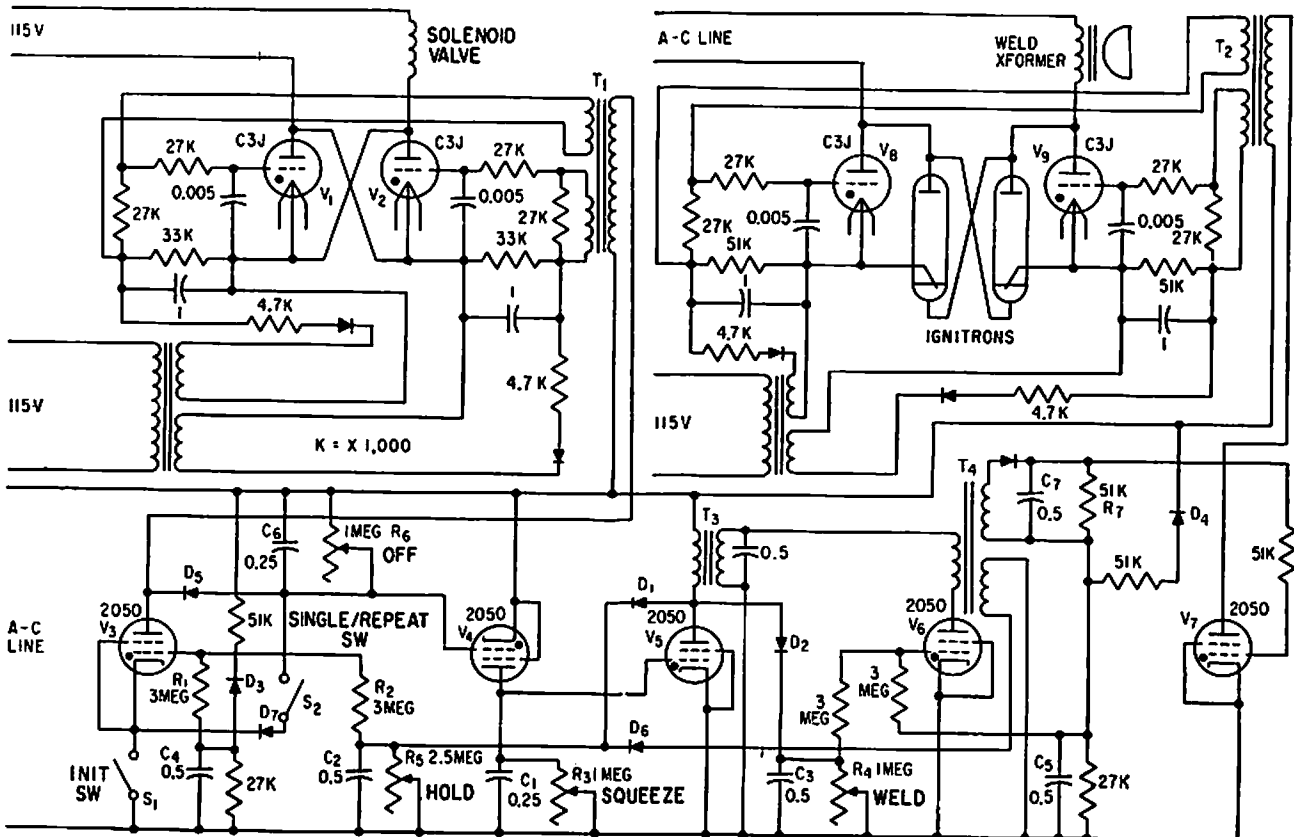 115V
SOLENOID
VALVE
T1
C3J
C3J
27K
27K
V1
V2
0.005
0.005
27K
27K
33K
33K
1
1
4.7K
4.7K
115V
K = X 1,000
A-C LINE
WELD
XFORMER
T2
C3J
V8
V9
C3J
27K
27K
0.005
0.005
27K
27K
51K
51K
1
1
4.7K
IGNITRONS
4.7K
115V
A-C
LINE
C6
0.25
1MEG R6
OFF
D5
2050
V3
51K
SINGLE/REPEAT
SW
R1
3MEG
D3
D7
S2
INIT
SW
S1
C4
0.5
27K
R2
3MEG
C2
0.5
R5 2.5MEG
HOLD
2050
V4
C1
0.25
R3 1MEG
SQUEEZE
T3
0.5
D1
2050
V5
D2
D6
C3
0.5
R4 1MEG
WELD
3
MEG
3
MEG
T4
2050
V6
C7
0.5
51K
R7
D4
51K
51K
C5
0.5
27K
2050
V7